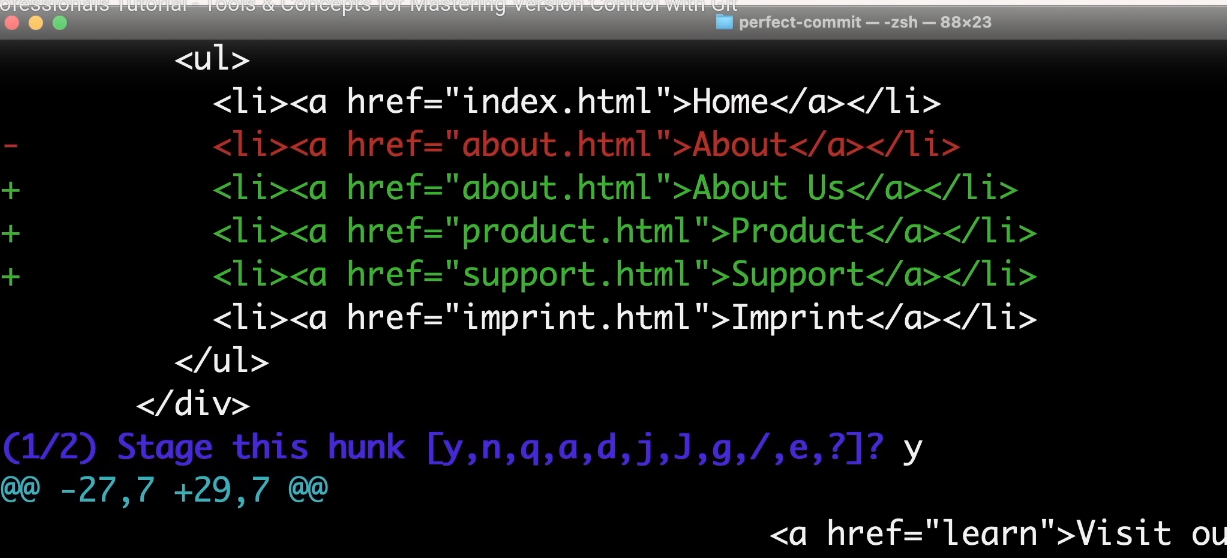 ofessionals Tutorial - Tools & Concepts for Mastering Version Control with Git
perfect-commit — -zsh — 88×23
<ul>
<li><a href="index.html">Home</a></li>
- <li><a href="about.html">About</a></li>
+ <li><a href="about.html">About Us</a></li>
+ <li><a href="product.html">Product</a></li>
+ <li><a href="support.html">Support</a></li>
<li><a href="imprint.html">Imprint</a></li>
</ul>
</div>
(1/2) Stage this hunk [y,n,q,a,d,j,J,g,/,e,?]? y
@@ -27,7 +29,7 @@
<a href="learn">Visit ou